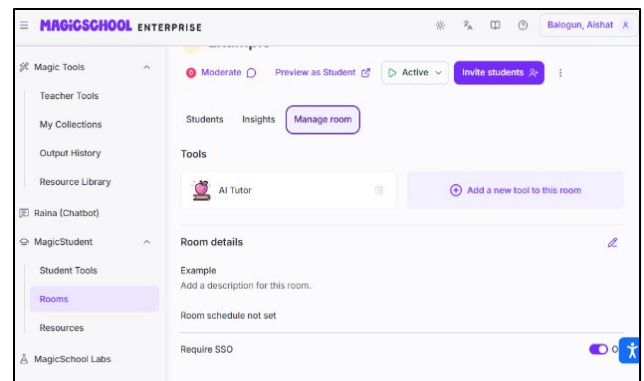 MAGICSCHOOL ENTERPRISE
Balogun, Aishat
Magic Tools
Teacher Tools
My Collections
Output History
Resource Library
Raina (Chatbot)
MagicStudent
Student Tools
Rooms
Resources
MagicSchool Labs
Example
0 Moderate
Preview as Student
Active
Invite students
Students
Insights
Manage room
Tools
AI Tutor
Add a new tool to this room
Room details
Example
Add a description for this room.
Room schedule not set
Require SSO